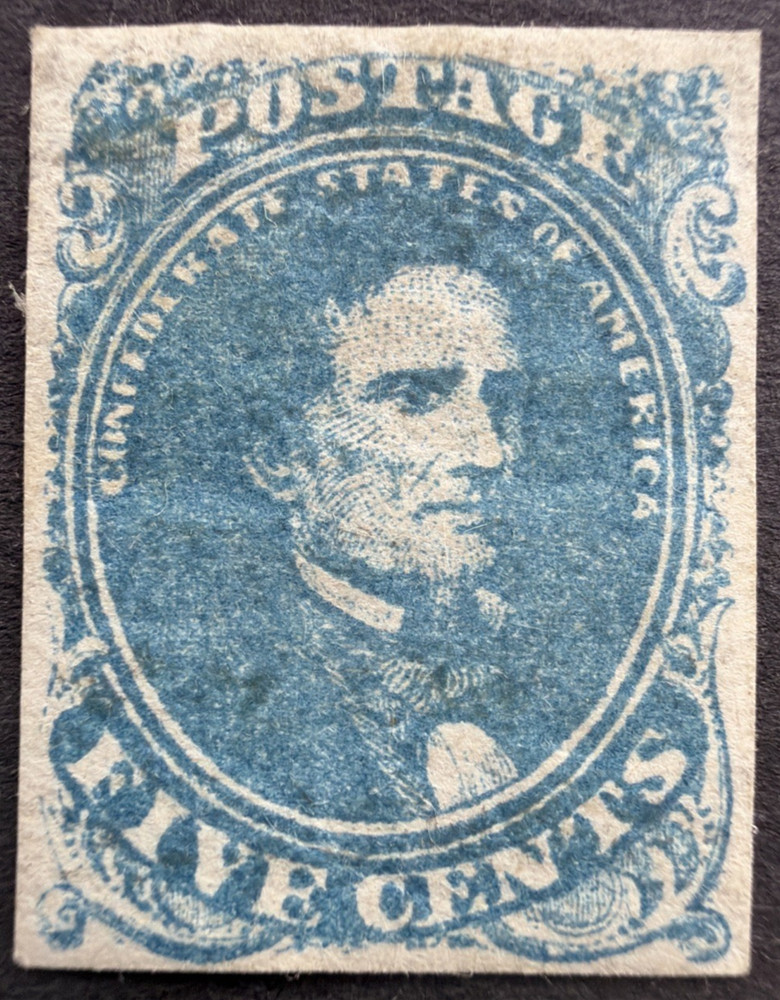 POSTAGE
CONFEDERATE STATES OF AMERICA
FIVE CENTS